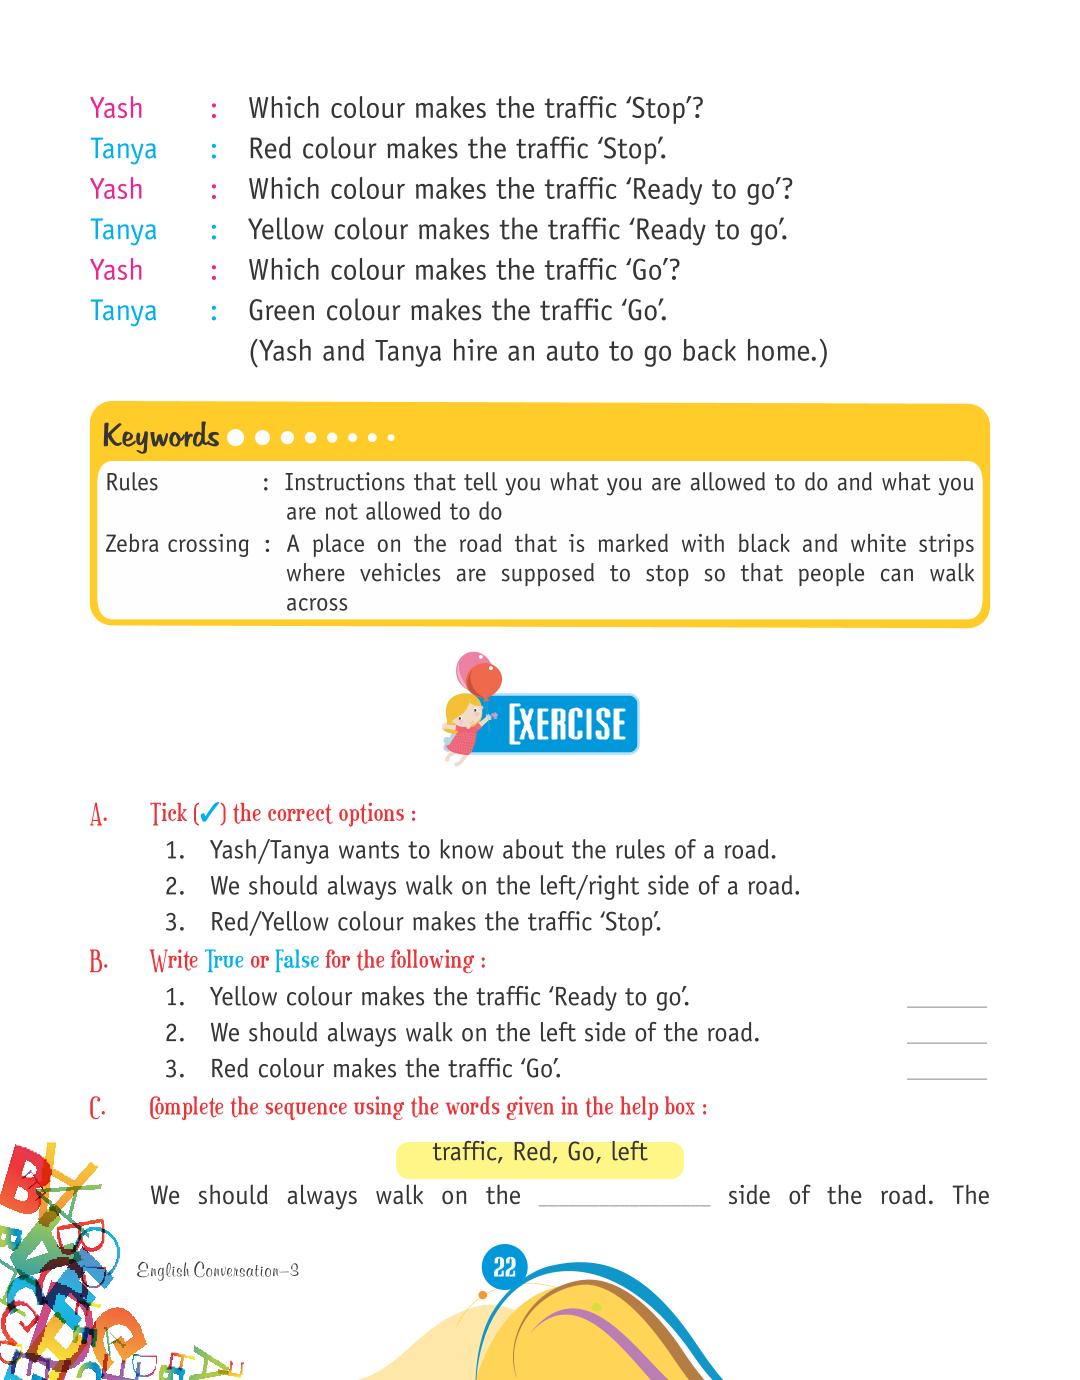 Yash : Which colour makes the traffic ‘Stop’?
Tanya : Red colour makes the traffic ‘Stop’.
Yash : Which colour makes the traffic ‘Ready to go’?
Tanya : Yellow colour makes the traffic ‘Ready to go’.
Yash : Which colour makes the traffic ‘Go’?
Tanya : Green colour makes the traffic ‘Go’.
(Yash and Tanya hire an auto to go back home.)
Keywords
Rules : Instructions that tell you what you are allowed to do and what you
are not allowed to do
Zebra crossing : A place on the road that is marked with black and white strips
where vehicles are supposed to stop so that people can walk
across
EXERCISE
A. Tick (✓) the correct options :
1. Yash/Tanya wants to know about the rules of a road.
2. We should always walk on the left/right side of a road.
3. Red/Yellow colour makes the traffic ‘Stop’.
B. Write True or False for the following :
1. Yellow colour makes the traffic ‘Ready to go’. ________
2. We should always walk on the left side of the road. ________
3. Red colour makes the traffic ‘Go’. ________
C. Complete the sequence using the words given in the help box :
traffic, Red, Go, left
We should always walk on the ______________ side of the road. The
English Conversation–3
22